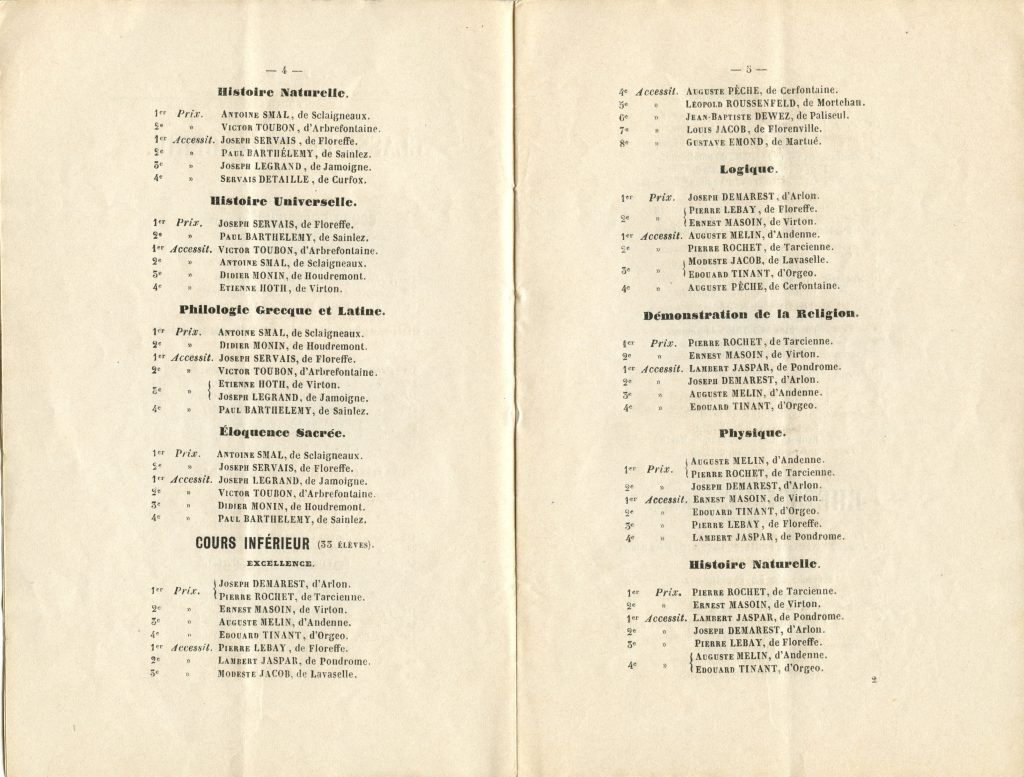 — 4 —
Histoire Naturelle.
1er Prix. ANTOINE SMAL, de Sclaigneaux.
2e » VICTOR TOUBON, d'Arbrefontaine.
1er Accessit. JOSEPH SERVAIS, de Floreffe.
2e » PAUL BARTHÉLEMY, de Sainlez.
3e » JOSEPH LEGRAND, de Jamoigne.
4e » SERVAIS DETAILLE, de Curfox.
Histoire Universelle.
1er Prix. JOSEPH SERVAIS, de Floreffe.
2e » PAUL BARTHELEMY, de Sainlez.
1er Accessit. VICTOR TOUBON, d'Arbrefontaine.
2e » ANTOINE SMAL, de Sclaigneaux.
3e » DIDIER MONIN, de Houdremont.
4e » ETIENNE HOTH, de Virton.
Philologie Grecque et Latine.
1er Prix. ANTOINE SMAL, de Sclaigneaux.
2e » DIDIER MONIN, de Houdremont.
1er Accessit. JOSEPH SERVAIS, de Floreffe.
2e » VICTOR TOUBON, d'Arbrefontaine.
3e » { ETIENNE HOTH, de Virton.
JOSEPH LEGRAND, de Jamoigne.
4e » PAUL BARTHELEMY, de Sainlez.
Éloquence Sacrée.
1er Prix. ANTOINE SMAL, de Sclaigneaux.
2e » JOSEPH SERVAIS, de Floreffe.
1er Accessit. JOSEPH LEGRAND, de Jamoigne.
2e » VICTOR TOUBON, d'Arbrefontaine.
3e » DIDIER MONIN, de Houdremont.
4e » PAUL BARTHELEMY, de Sainlez.
COURS INFÉRIEUR (33 ÉLÈVES).
EXCELLENCE.
1er Prix. { JOSEPH DEMAREST, d'Arlon.
PIERRE ROCHET, de Tarcienne.
2e » ERNEST MASOIN, de Virton.
3e » AUGUSTE MELIN, d'Andenne.
4e » EDOUARD TINANT, d'Orgeo.
1er Accessit. PIERRE LEBAY, de Floreffe.
2e » LAMBERT JASPAR, de Pondrome.
3e » MODESTE JACOB, de Lavaselle.
— 5 —
4e Accessit. AUGUSTE PÊCHE, de Cerfontaine.
5e » LÉOPOLD ROUSSENFELD, de Mortehan.
6e » JEAN-BAPTISTE DEWEZ, de Paliseul.
7e » LOUIS JACOB, de Florenville.
8e » GUSTAVE EMOND, de Martué.
Logique.
1er Prix. JOSEPH DEMAREST, d'Arlon.
2e » { PIERRE LEBAY, de Floreffe.
ERNEST MASOIN, de Virton.
1er Accessit. AUGUSTE MELIN, d'Andenne.
2e » PIERRE ROCHET, de Tarcienne.
3e » { MODESTE JACOB, de Lavaselle.
EDOUARD TINANT, d'Orgeo.
4e » AUGUSTE PÊCHE, de Cerfontaine.
Démonstration de la Religion.
1er Prix. PIERRE ROCHET, de Tarcienne.
2e » ERNEST MASOIN, de Virton.
1er Accessit. LAMBERT JASPAR, de Pondrome.
2e » JOSEPH DEMAREST, d'Arlon.
3e » AUGUSTE MELIN, d'Andenne.
4e » EDOUARD TINANT, d'Orgeo.
Physique.
1er Prix. { AUGUSTE MELIN, d'Andenne.
PIERRE ROCHET, de Tarcienne.
2e » JOSEPH DEMAREST, d'Arlon.
1er Accessit. ERNEST MASOIN, de Virton.
2e » EDOUARD TINANT, d'Orgeo.
3e » PIERRE LEBAY, de Floreffe.
4e » LAMBERT JASPAR, de Pondrome.
Histoire Naturelle.
1er Prix. PIERRE ROCHET, de Tarcienne.
2e » ERNEST MASOIN, de Virton.
1er Accessit. LAMBERT JASPAR, de Pondrome.
2e » JOSEPH DEMAREST, d'Arlon.
3e » PIERRE LEBAY, de Floreffe.
4e » { AUGUSTE MELIN, d'Andenne.
EDOUARD TINANT, d'Orgeo.
2